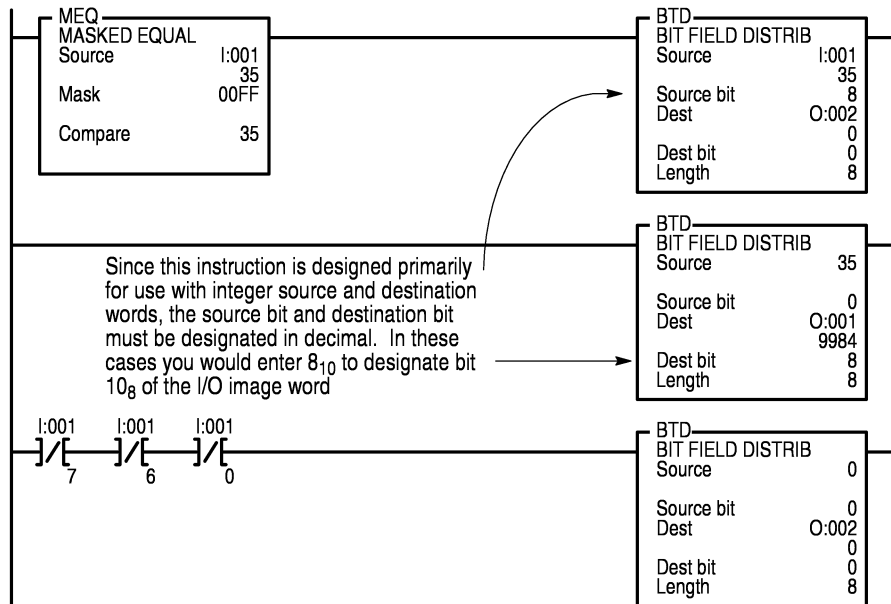 MEQ
MASKED EQUAL
Source I:001
35
Mask 00FF
Compare 35
BTD
BIT FIELD DISTRIB
Source I:001
35
Source bit 8
Dest O:002
0
Dest bit 0
Length 8
BTD
BIT FIELD DISTRIB
Source 35
Source bit 0
Dest O:001
9984
Dest bit 8
Length 8
Since this instruction is designed primarily
for use with integer source and destination
words, the source bit and destination bit
must be designated in decimal. In these
cases you would enter 8₁₀ to designate bit
10₈ of the I/O image word
I:001 I:001 I:001
7 6 0
BTD
BIT FIELD DISTRIB
Source 0
Source bit 0
Dest O:002
0
Dest bit 0
Length 8